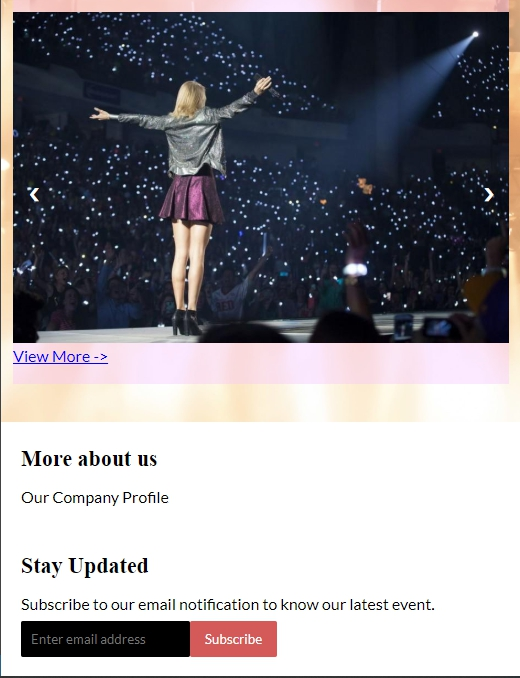 ❮ ❯
View More ->
More about us
Our Company Profile
Stay Updated
Subscribe to our email notification to know our latest event.
Enter email address Subscribe